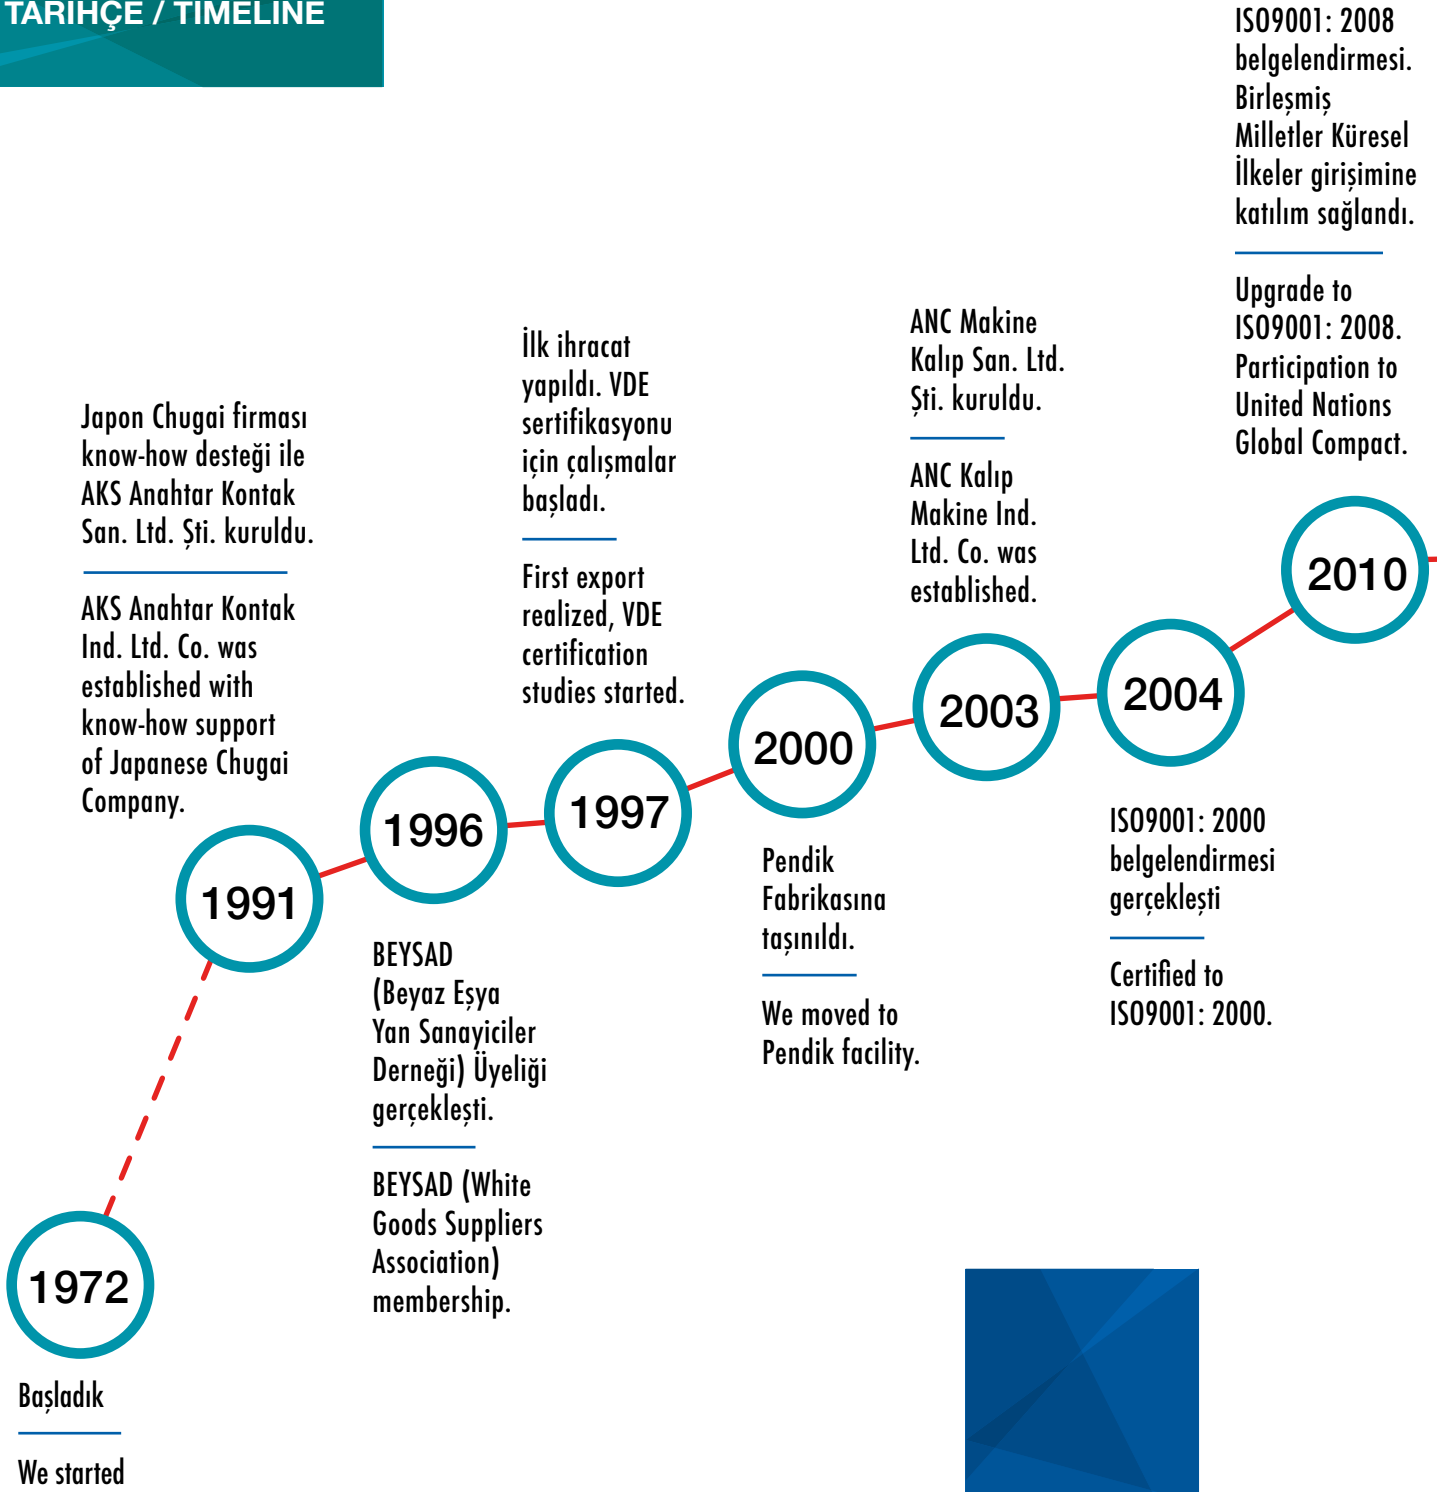 TARİHÇE / TIMELINE
1972
Başladık
We started
Japon Chugai firması
know-how desteği ile
AKS Anahtar Kontak
San. Ltd. Şti. kuruldu.
AKS Anahtar Kontak
Ind. Ltd. Co. was
established with
know-how support
of Japanese Chugai
Company.
1991
1996
BEYSAD
(Beyaz Eşya
Yan Sanayiciler
Derneği) Üyeliği
gerçekleşti.
BEYSAD (White
Goods Suppliers
Association)
membership.
İlk ihracat
yapıldı. VDE
sertifikasyonu
için çalışmalar
başladı.
First export
realized, VDE
certification
studies started.
1997
2000
Pendik
Fabrikasına
taşınıldı.
We moved to
Pendik facility.
ANC Makine
Kalıp San. Ltd.
Şti. kuruldu.
ANC Kalıp
Makine Ind.
Ltd. Co. was
established.
2003
2004
ISO9001: 2000
belgelendirmesi
gerçekleşti
Certified to
ISO9001: 2000.
ISO9001: 2008
belgelendirmesi.
Birleşmiş
Milletler Küresel
İlkeler girişimine
katılım sağlandı.
Upgrade to
ISO9001: 2008.
Participation to
United Nations
Global Compact.
2010